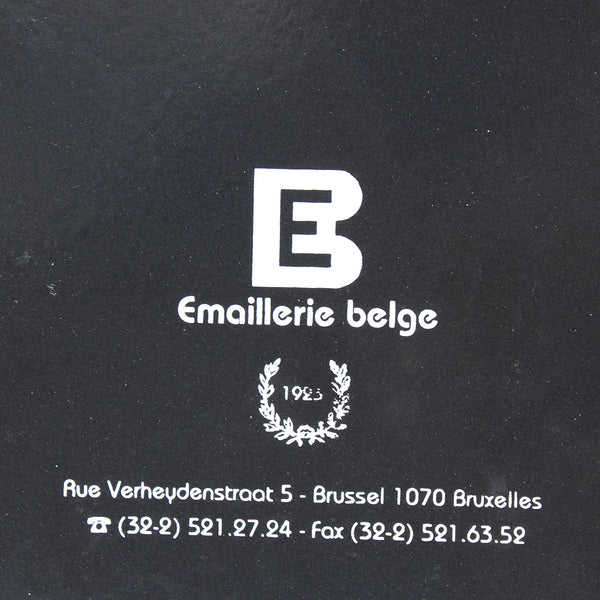 EB
Emaillerie belge
Rue Verheydenstraat 5 - Brussel 1070 Bruxelles
☎ (32-2) 521.27.24 - Fax (32-2) 521.63.52